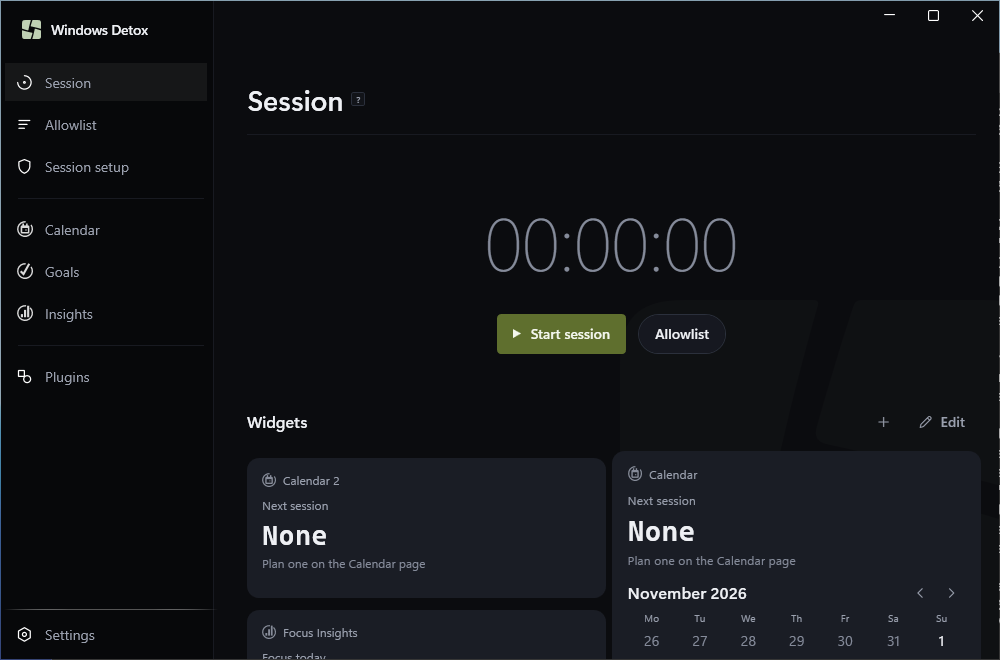 Windows Detox
Session
Allowlist
Session setup
Calendar
Goals
Insights
Plugins
Settings
Session ?
00:00:00
Start session
Allowlist
Widgets
+ Edit
Calendar 2
Next session
None
Plan one on the Calendar page
Focus Insights
Focus today
Calendar
Next session
None
Plan one on the Calendar page
November 2026
Mo Tu We Th Fr Sa Su
26 27 28 29 30 31 1